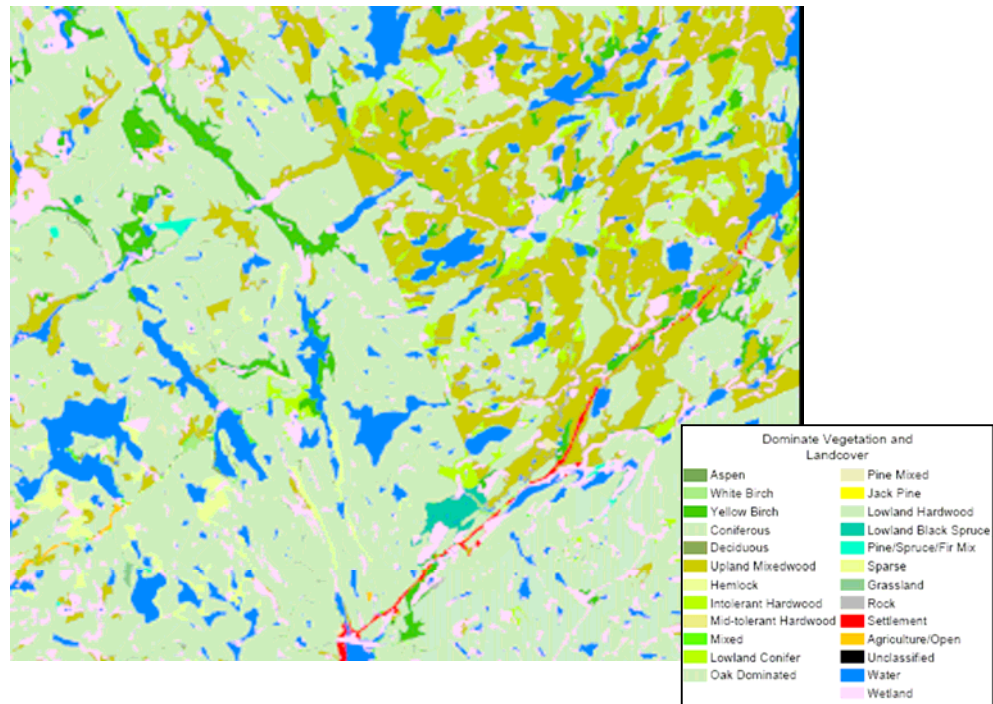 Dominate Vegetation and
Landcover
Aspen
White Birch
Yellow Birch
Coniferous
Deciduous
Upland Mixedwood
Hemlock
Intolerant Hardwood
Mid-tolerant Hardwood
Mixed
Lowland Conifer
Oak Dominated
Pine Mixed
Jack Pine
Lowland Hardwood
Lowland Black Spruce
Pine/Spruce/Fir Mix
Sparse
Grassland
Rock
Settlement
Agriculture/Open
Unclassified
Water
Wetland